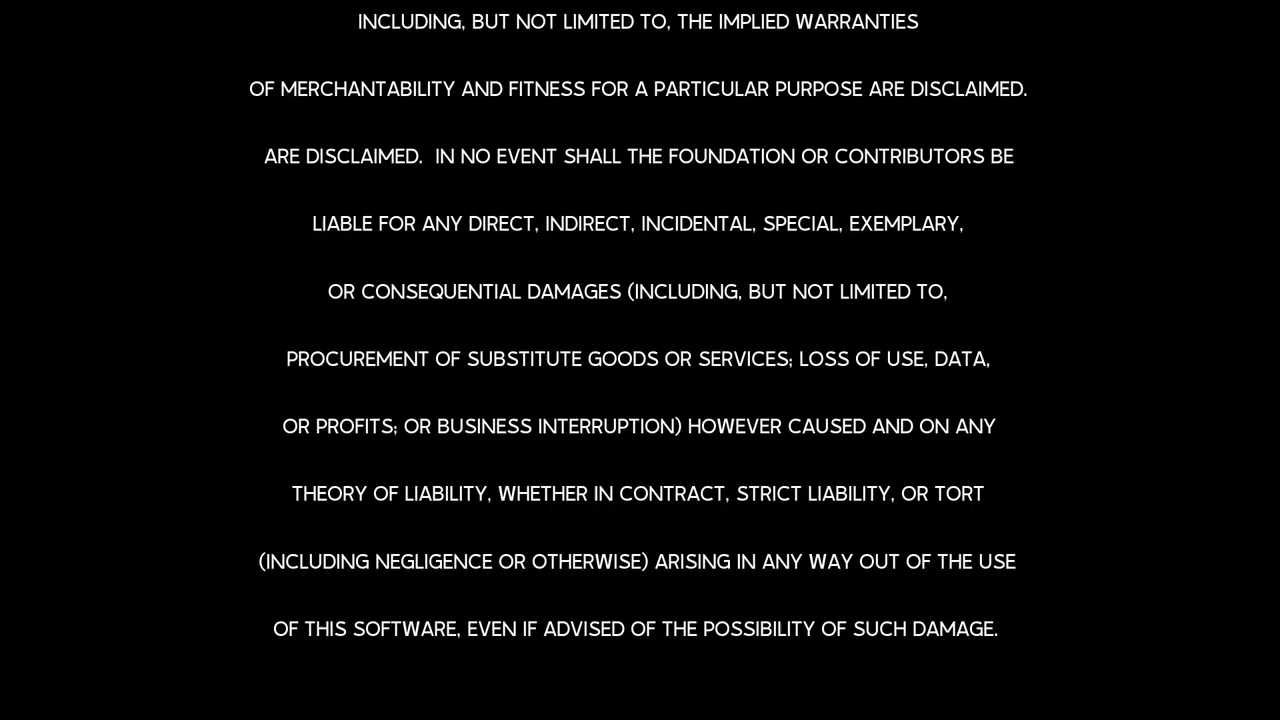 INCLUDING, BUT NOT LIMITED TO, THE IMPLIED WARRANTIES
OF MERCHANTABILITY AND FITNESS FOR A PARTICULAR PURPOSE ARE DISCLAIMED.
ARE DISCLAIMED.  IN NO EVENT SHALL THE FOUNDATION OR CONTRIBUTORS BE
LIABLE FOR ANY DIRECT, INDIRECT, INCIDENTAL, SPECIAL, EXEMPLARY,
OR CONSEQUENTIAL DAMAGES (INCLUDING, BUT NOT LIMITED TO,
PROCUREMENT OF SUBSTITUTE GOODS OR SERVICES; LOSS OF USE, DATA,
OR PROFITS; OR BUSINESS INTERRUPTION) HOWEVER CAUSED AND ON ANY
THEORY OF LIABILITY, WHETHER IN CONTRACT, STRICT LIABILITY, OR TORT
(INCLUDING NEGLIGENCE OR OTHERWISE) ARISING IN ANY WAY OUT OF THE USE
OF THIS SOFTWARE, EVEN IF ADVISED OF THE POSSIBILITY OF SUCH DAMAGE.